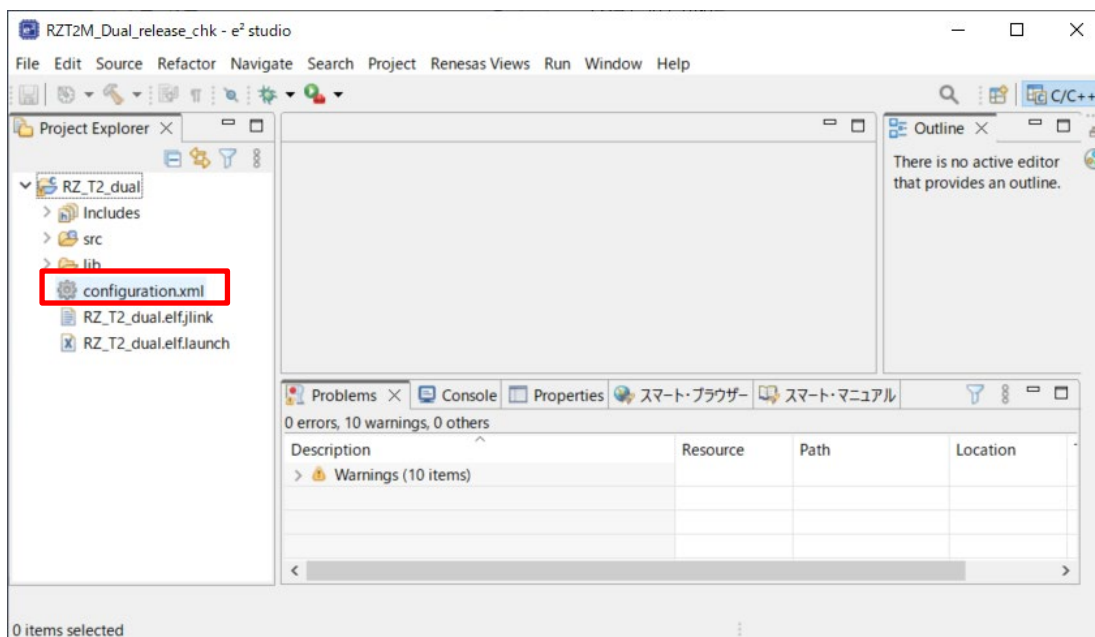 RZT2M_Dual_release_chk - e² studio
File Edit Source Refactor Navigate Search Project Renesas Views Run Window Help
C/C++
Project Explorer
RZ_T2_dual
Includes
src
lib
configuration.xml
RZ_T2_dual.elf.jlink
RZ_T2_dual.elf.launch
Outline
There is no active editor
that provides an outline.
Problems Console Properties スマート・ブラウザー スマート・マニュアル
0 errors, 10 warnings, 0 others
Description Resource Path Location
Warnings (10 items)
0 items selected